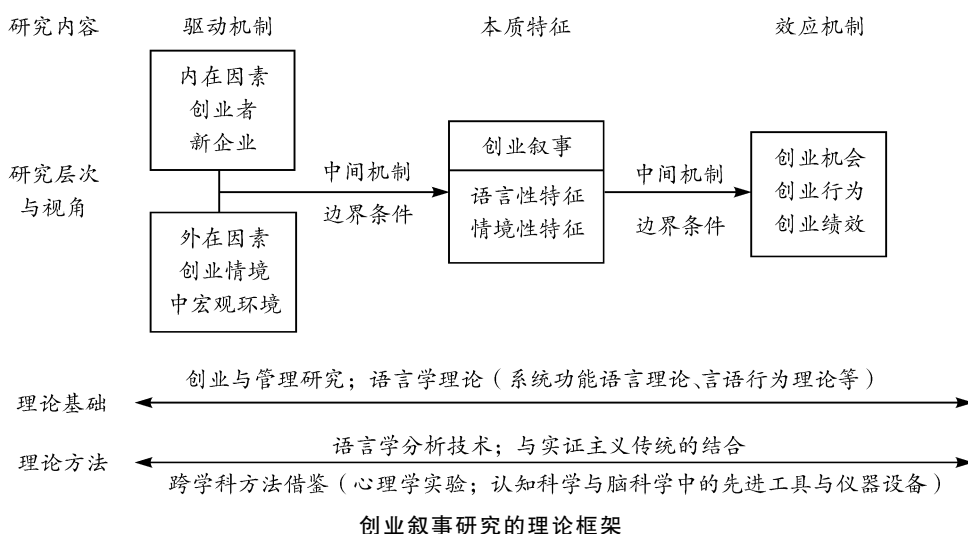 研究内容 驱动机制 本质特征 效应机制
内在因素
创业者
新企业
研究层次
与视角
外在因素
创业情境
中宏观环境
中间机制
边界条件
创业叙事
语言性特征
情境性特征
中间机制
边界条件
创业机会
创业行为
创业绩效
理论基础
创业与管理研究；语言学理论（系统功能语言理论、言语行为理论等）
理论方法
语言学分析技术；与实证主义传统的结合
跨学科方法借鉴（心理学实验；认知科学与脑科学中的先进工具与仪器设备）
创业叙事研究的理论框架